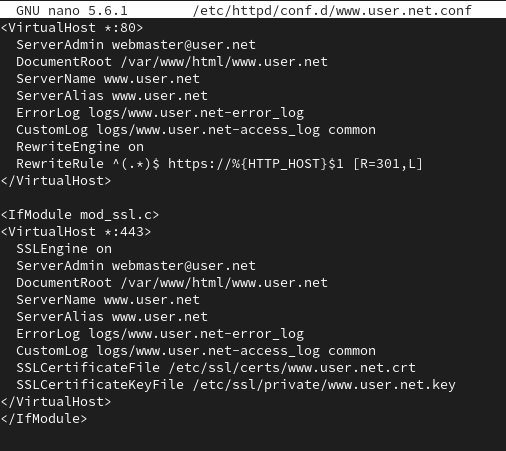 GNU nano 5.6.1 /etc/httpd/conf.d/www.user.net.conf
<VirtualHost *:80>
  ServerAdmin webmaster@user.net
  DocumentRoot /var/www/html/www.user.net
  ServerName www.user.net
  ServerAlias www.user.net
  ErrorLog logs/www.user.net-error_log
  CustomLog logs/www.user.net-access_log common
  RewriteEngine on
  RewriteRule ^(.*)$ https://%{HTTP_HOST}$1 [R=301,L]
</VirtualHost>

<IfModule mod_ssl.c>
<VirtualHost *:443>
  SSLEngine on
  ServerAdmin webmaster@user.net
  DocumentRoot /var/www/html/www.user.net
  ServerName www.user.net
  ServerAlias www.user.net
  ErrorLog logs/www.user.net-error_log
  CustomLog logs/www.user.net-access_log common
  SSLCertificateFile /etc/ssl/certs/www.user.net.crt
  SSLCertificateKeyFile /etc/ssl/private/www.user.net.key
</VirtualHost>
</IfModule>